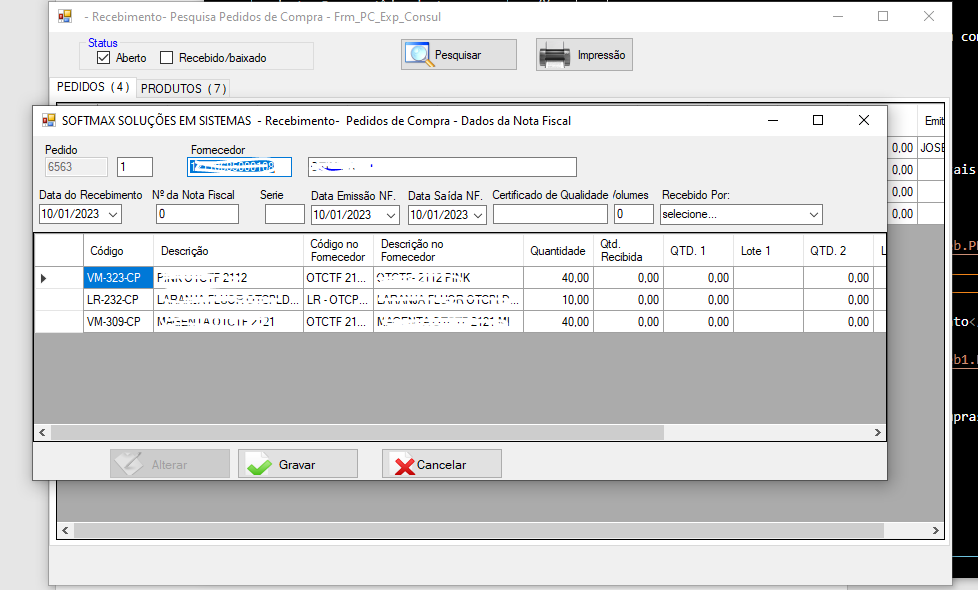 - Recebimento- Pesquisa Pedidos de Compra - Frm_PC_Exp_Consul
Status
Aberto Recebido/baixado
Pesquisar
Impressão
PEDIDOS ( 4 ) PRODUTOS ( 7 )
Emit
0,00 JOSE
0,00
0,00
0,00
SOFTMAX SOLUÇÕES EM SISTEMAS - Recebimento- Pedidos de Compra - Dados da Nota Fiscal
Pedido Fornecedor
6563 1
Data do Recebimento Nº da Nota Fiscal Serie Data Emissão NF. Data Saída NF. Certificado de Qualidade /olumes Recebido Por:
10/01/2023 0 10/01/2023 10/01/2023 0 selecione...
Código Descrição Código no Fornecedor Descrição no Fornecedor Quantidade Qtd. Recibida QTD. 1 Lote 1 QTD. 2 L
VM-323-CP PINK OTCTF 2112 OTCTF 21... OTCTF- 2112 PINK 40,00 0,00 0,00 0,00
LR-232-CP LARANJA FLUOR OTCPLD... LR - OTCP... LARANJA FLUOR OTCPLD ... 10,00 0,00 0,00 0,00
VM-309-CP MAGENTA OTCTF 2121 OTCTF 21... MAGENTA OTCTF 2121 MI 40,00 0,00 0,00 0,00
Alterar Gravar Cancelar
con
ais
b.P
to<
b1.
pras